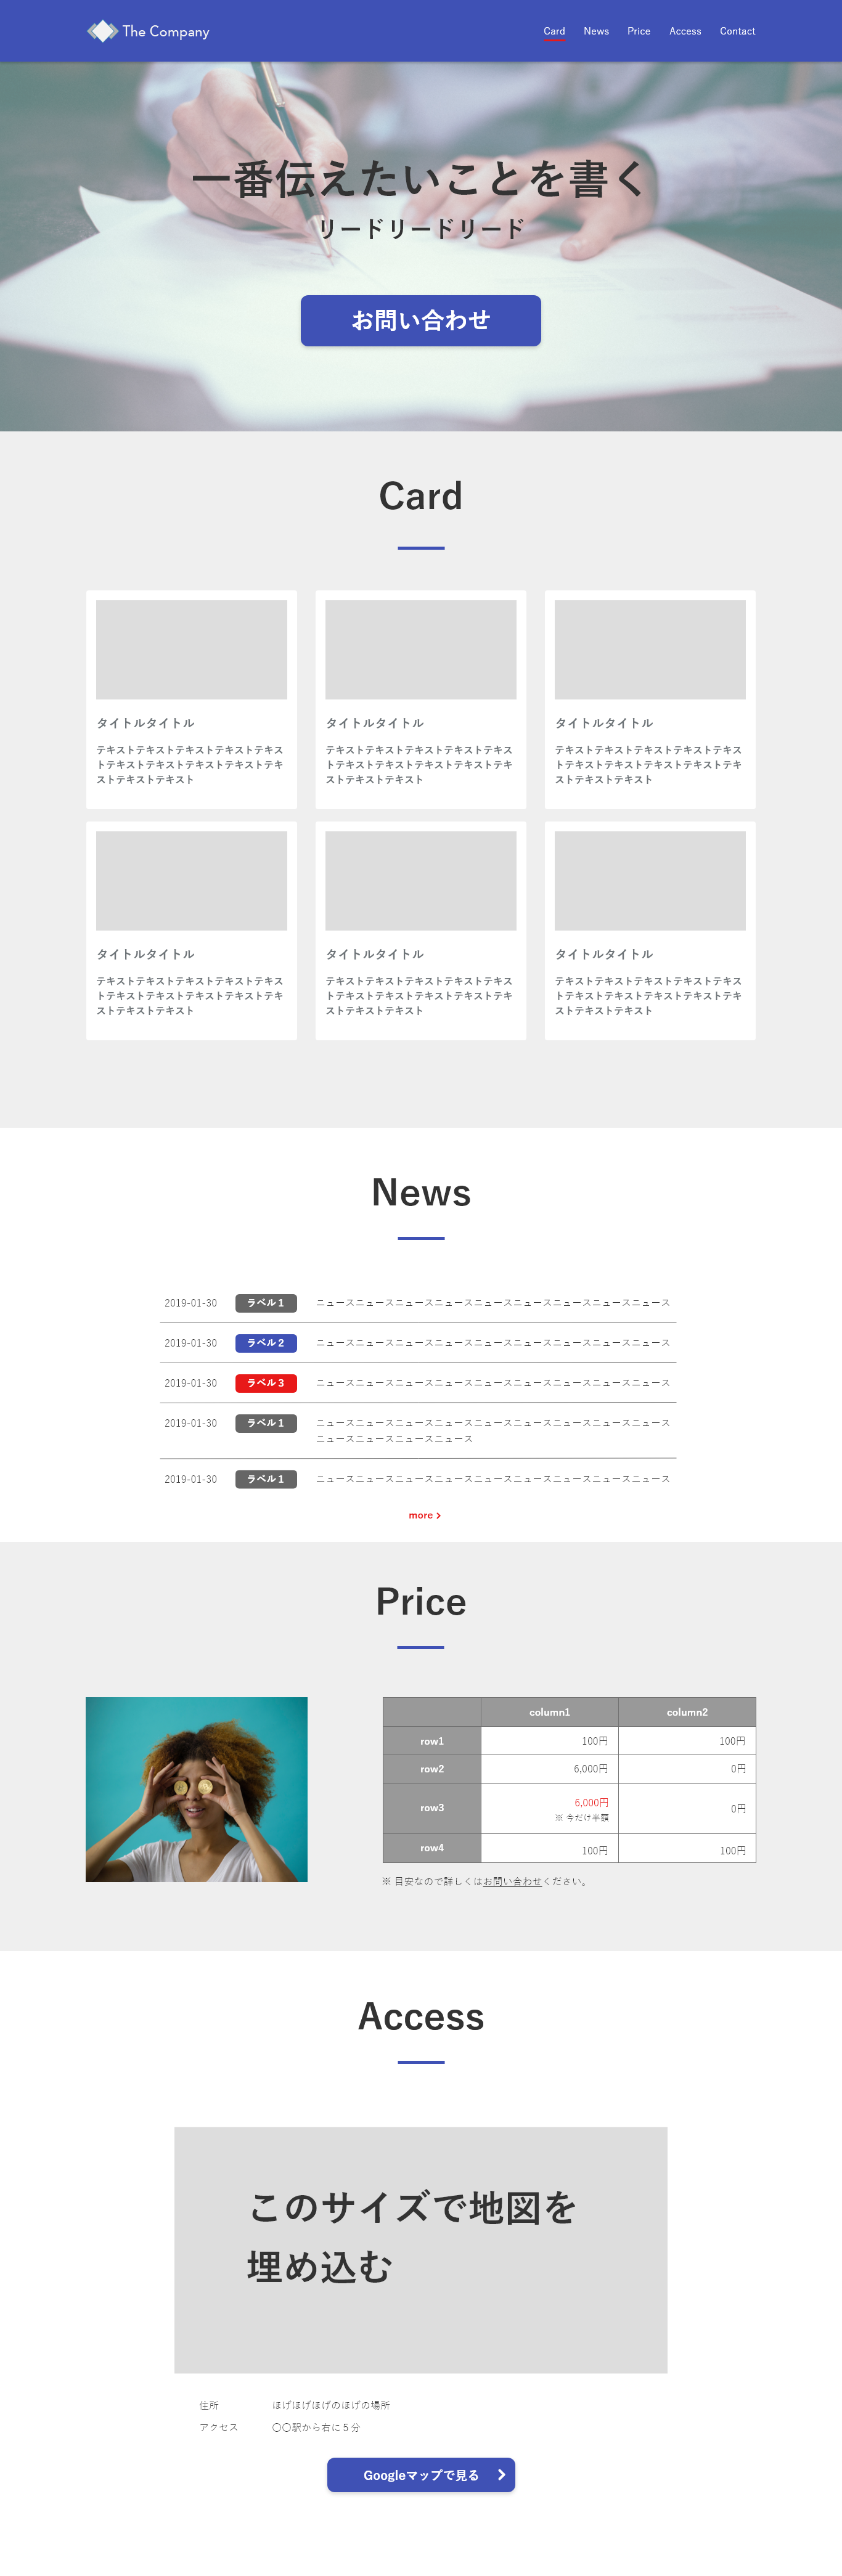 The Company
Card News Price Access Contact
一番伝えたいことを書く
リードリードリード
お問い合わせ
Card
タイトルタイトル
テキストテキストテキストテキストテキス
トテキストテキストテキストテキストテキ
ストテキストテキスト
タイトルタイトル
テキストテキストテキストテキストテキス
トテキストテキストテキストテキストテキ
ストテキストテキスト
タイトルタイトル
テキストテキストテキストテキストテキス
トテキストテキストテキストテキストテキ
ストテキストテキスト
タイトルタイトル
テキストテキストテキストテキストテキス
トテキストテキストテキストテキストテキ
ストテキストテキスト
タイトルタイトル
テキストテキストテキストテキストテキス
トテキストテキストテキストテキストテキ
ストテキストテキスト
タイトルタイトル
テキストテキストテキストテキストテキス
トテキストテキストテキストテキストテキ
ストテキストテキスト
News
2019-01-30 ラベル１ ニュースニュースニュースニュースニュースニュースニュースニュースニュース
2019-01-30 ラベル２ ニュースニュースニュースニュースニュースニュースニュースニュースニュース
2019-01-30 ラベル３ ニュースニュースニュースニュースニュースニュースニュースニュースニュース
2019-01-30 ラベル１ ニュースニュースニュースニュースニュースニュースニュースニュースニュース
ニュースニュースニュースニュース
2019-01-30 ラベル１ ニュースニュースニュースニュースニュースニュースニュースニュースニュース
more >
Price
column1 column2
row1 100円 100円
row2 6,000円 0円
row3 6,000円 0円
※ 今だけ半額
row4 100円 100円
※ 目安なので詳しくはお問い合わせください。
Access
このサイズで地図を
埋め込む
住所 ほげほげほげのほげの場所
アクセス 〇〇駅から右に５分
Googleマップで見る